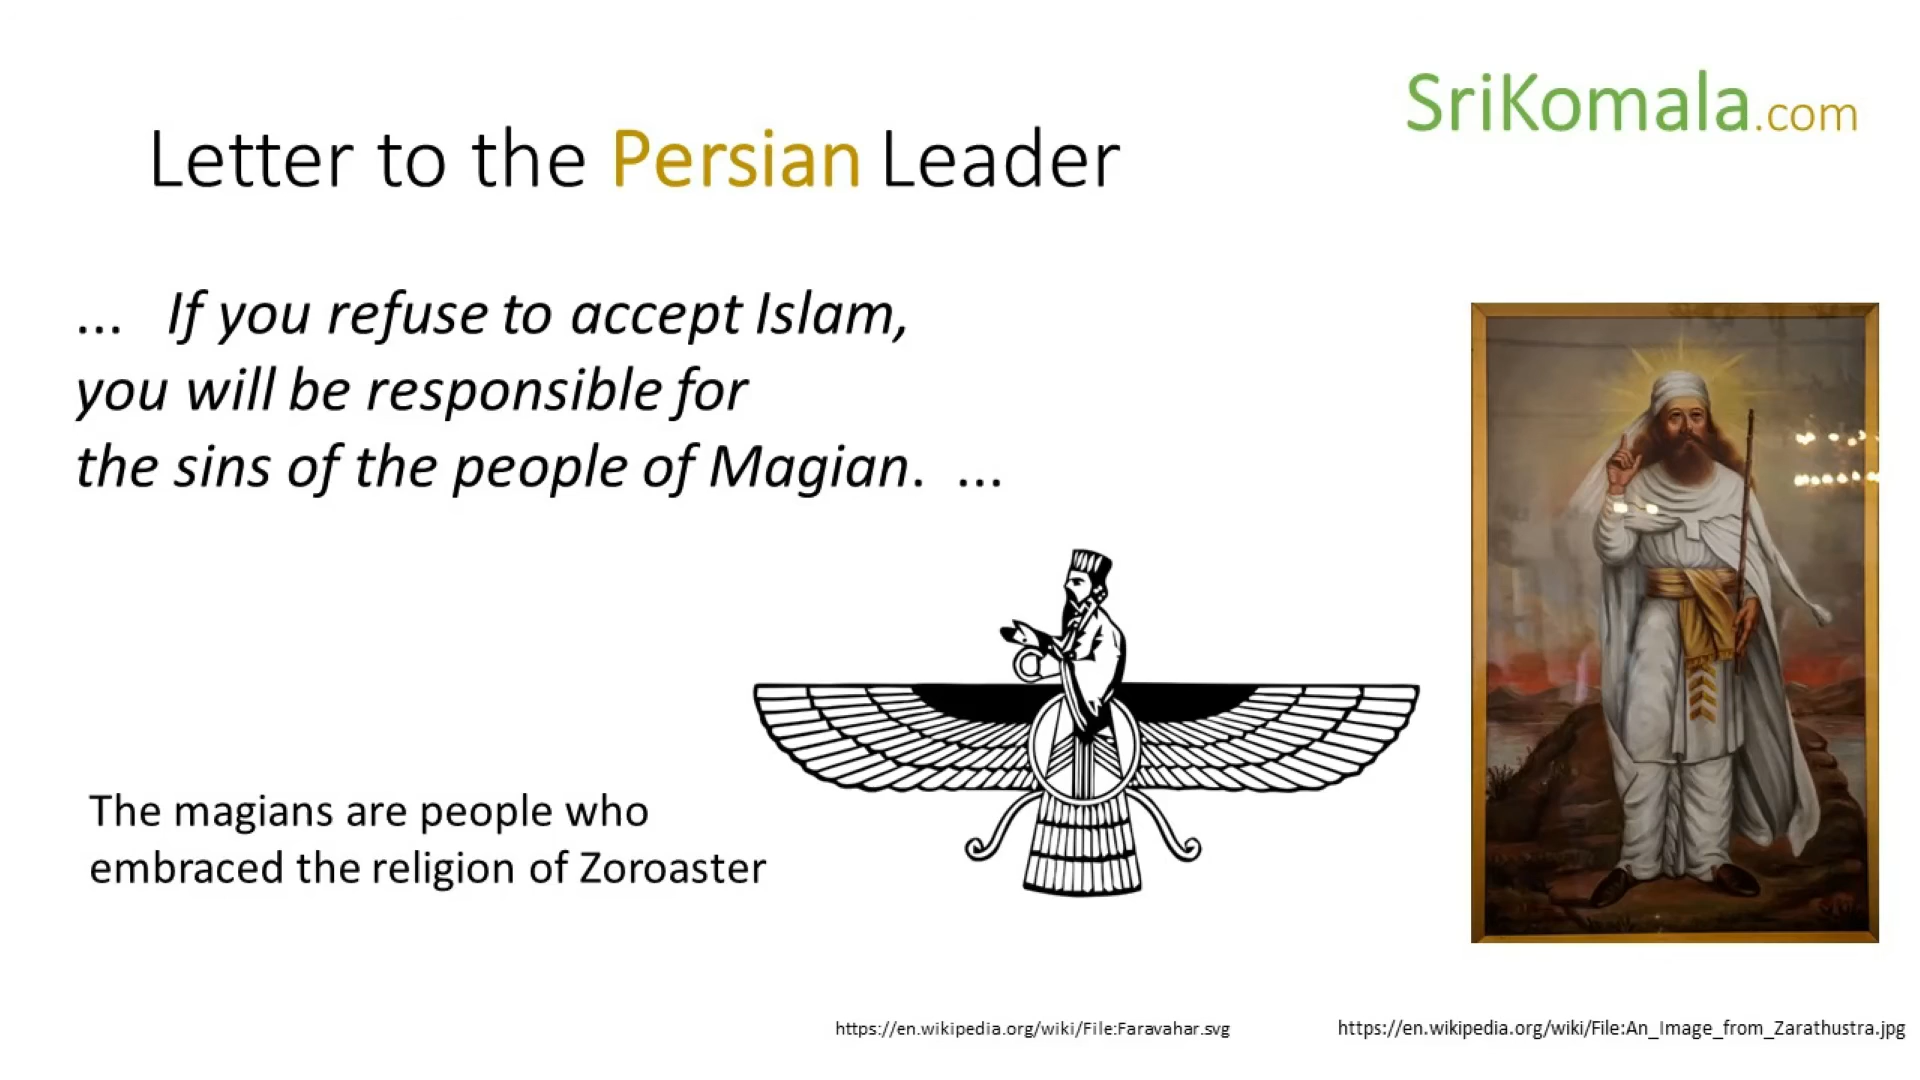 SriKomala.com
Letter to the Persian Leader
... If you refuse to accept Islam,
you will be responsible for
the sins of the people of Magian. ...
The magians are people who
embraced the religion of Zoroaster
https://en.wikipedia.org/wiki/File:Faravahar.svg
https://en.wikipedia.org/wiki/File:An_Image_from_Zarathustra.jpg